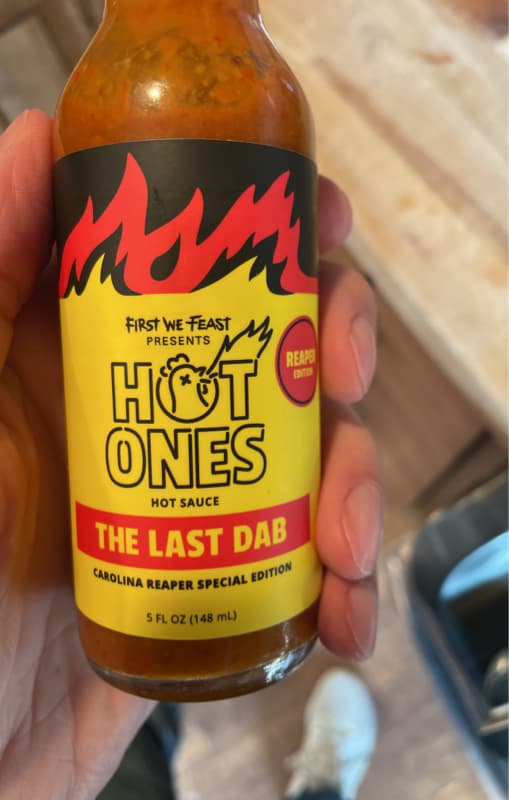 FIRST WE FEAST
PRESENTS
HOT
ONES
REAPER
EDITION
HOT SAUCE
THE LAST DAB
CAROLINA REAPER SPECIAL EDITION
5 FL OZ (148 mL)